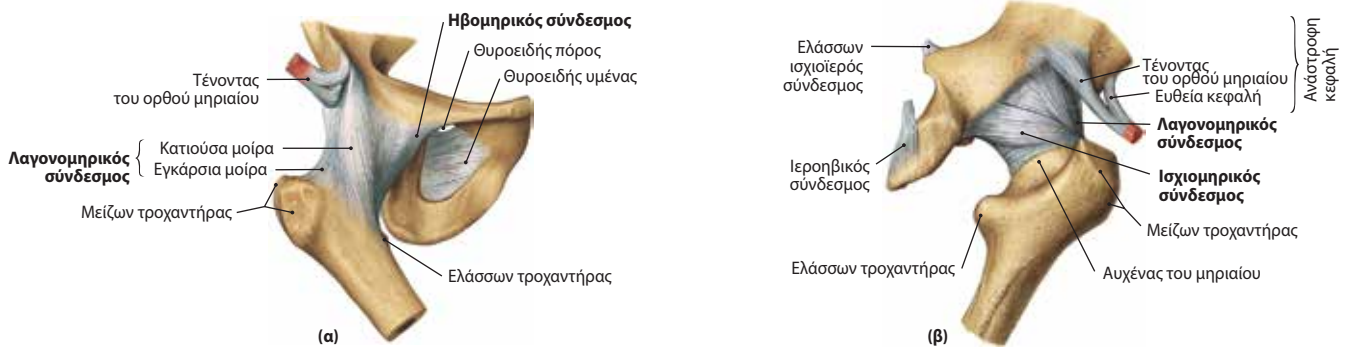 Ηβομηρικός σύνδεσμος
Θυροειδής πόρος
Θυροειδής υμένας
Τένοντας
του ορθού μηριαίου
Λαγονομηρικός
σύνδεσμος
Κατιούσα μοίρα
Εγκάρσια μοίρα
Μείζων τροχαντήρας
Ελάσσων τροχαντήρας
(α)
Ελάσσων
ισχιοϊερός
σύνδεσμος
Τένοντας
του ορθού μηριαίου
Ευθεία κεφαλή
Ανάστροφη
κεφαλή
Λαγονομηρικός
σύνδεσμος
Ιεροηβικός
σύνδεσμος
Ισχιομηρικός
σύνδεσμος
Μείζων τροχαντήρας
Ελάσσων τροχαντήρας
Αυχένας του μηριαίου
(β)